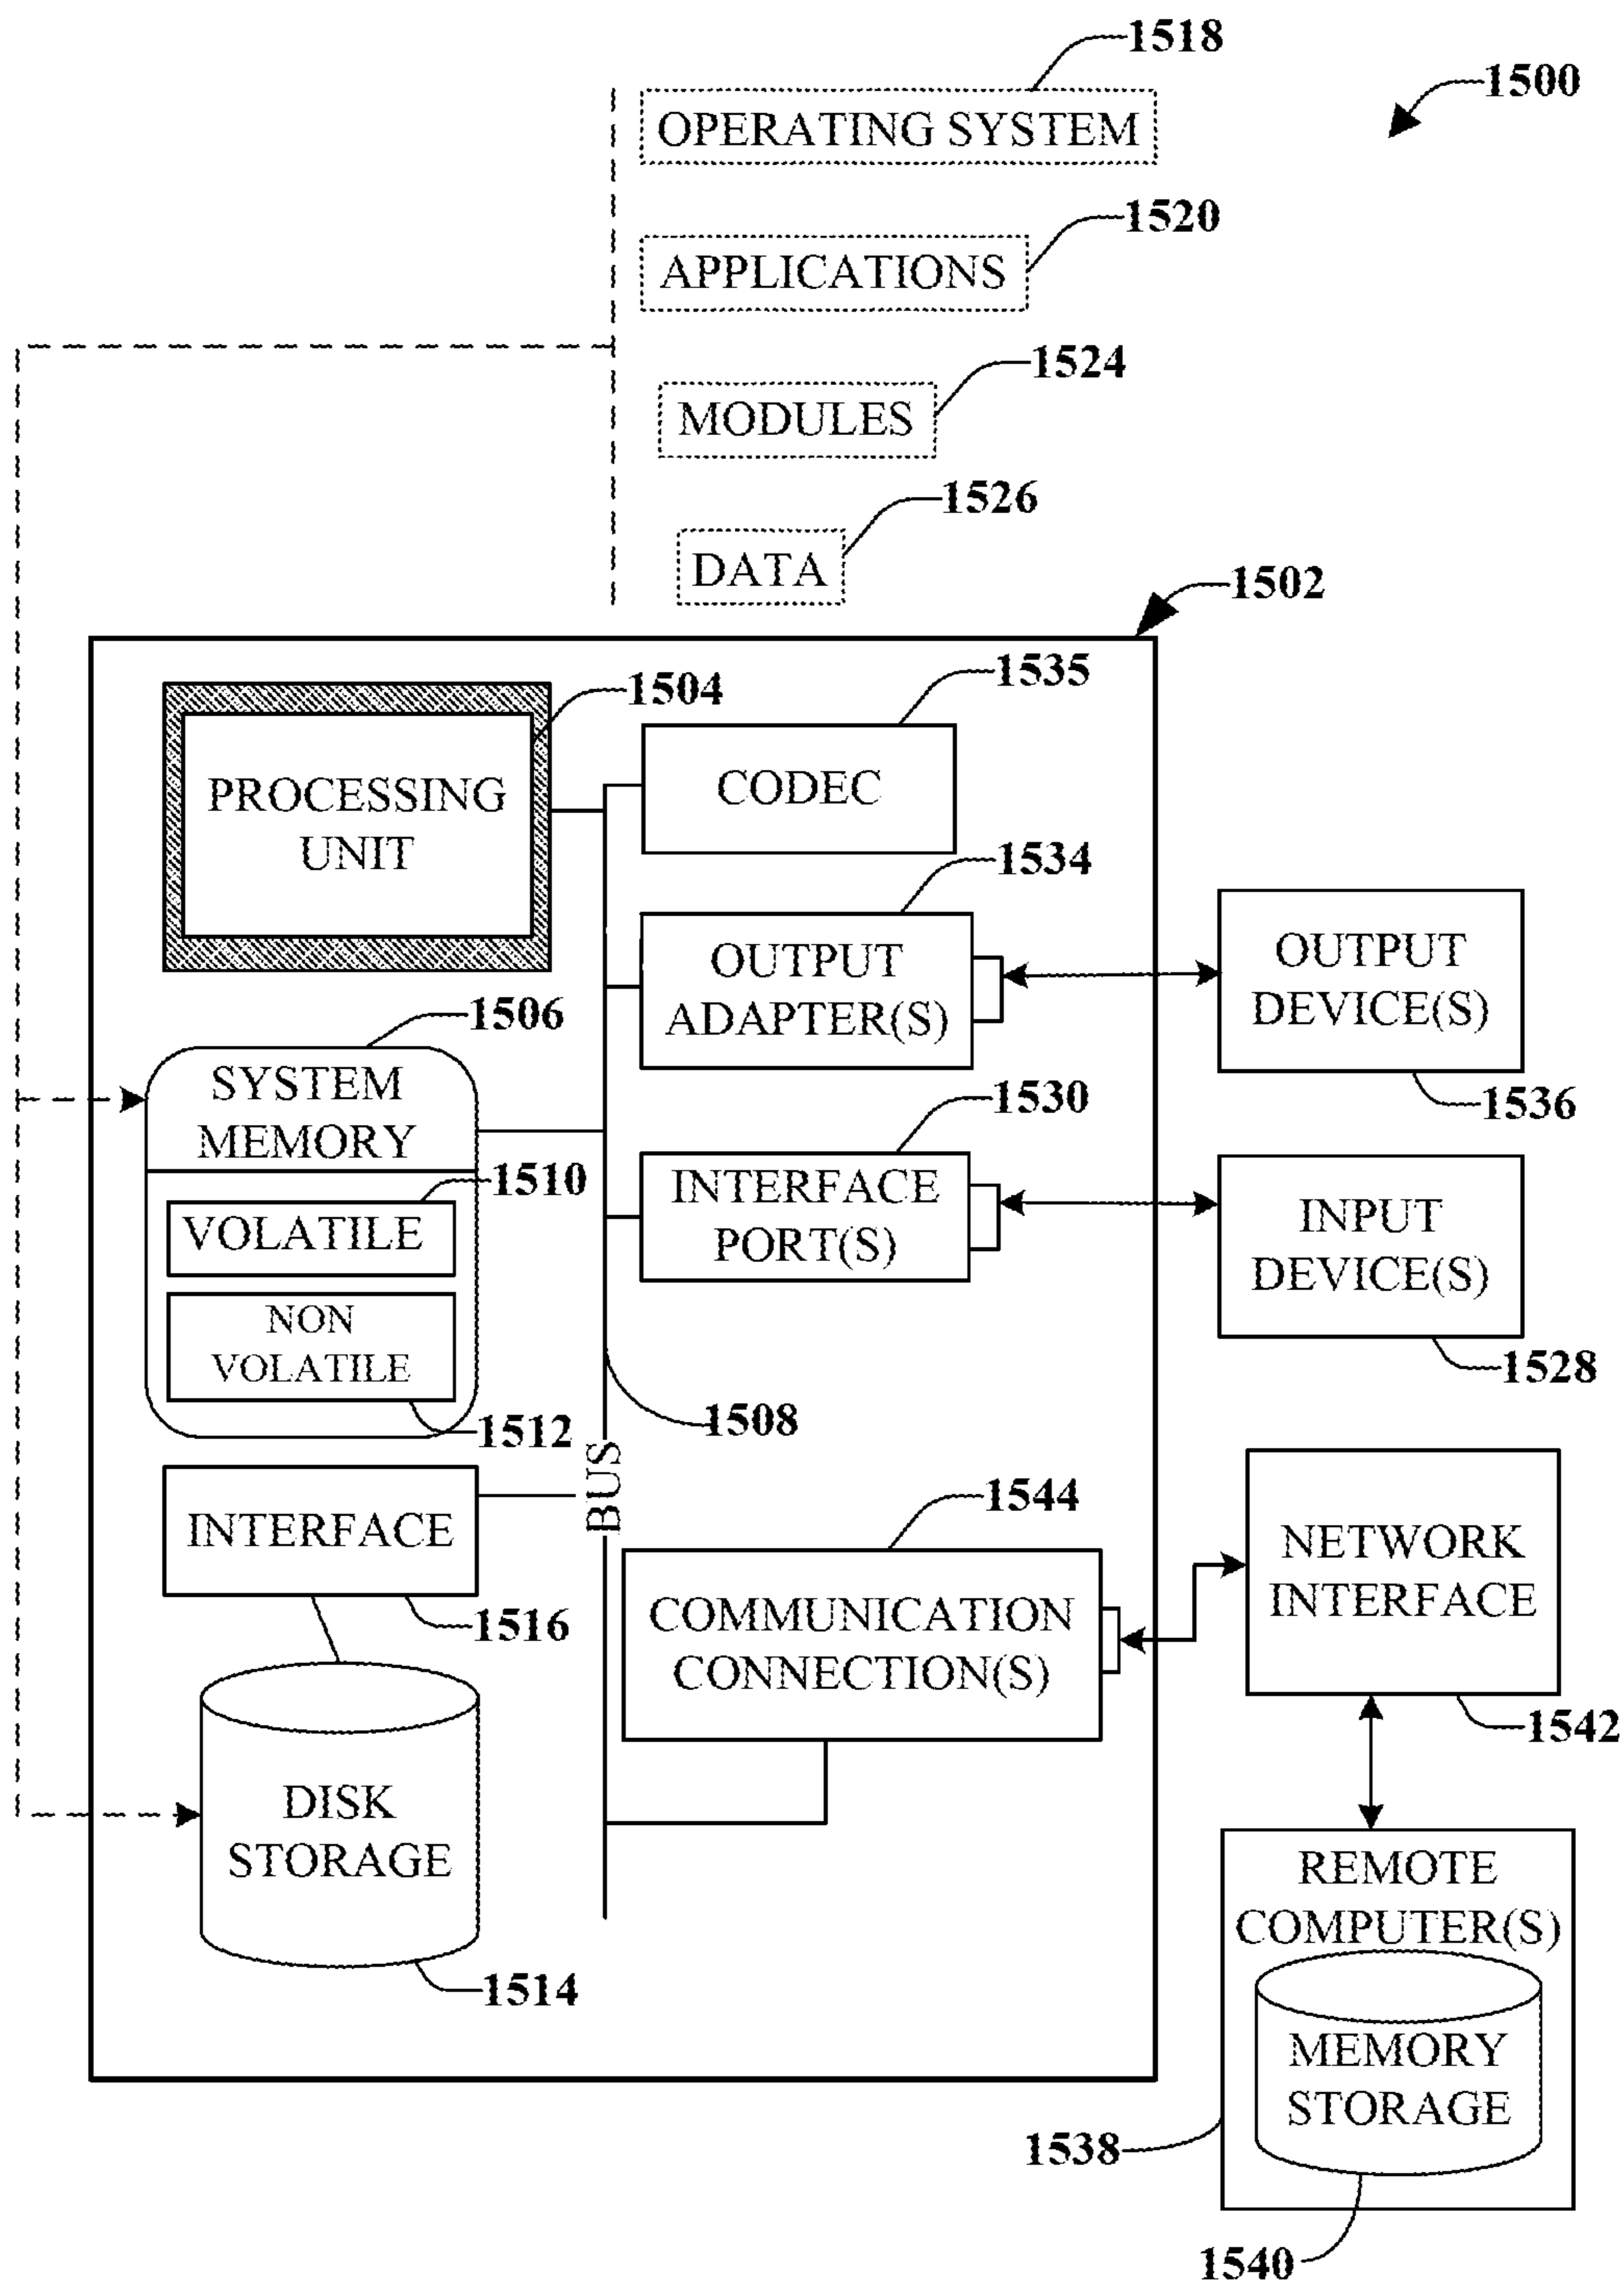 1518
1500
OPERATING SYSTEM
1520
APPLICATIONS
1524
MODULES
1526
DATA
1502
1504
PROCESSING
UNIT
1535
CODEC
1534
OUTPUT
ADAPTER(S)
OUTPUT
DEVICE(S)
1536
1506
SYSTEM
MEMORY
1510
VOLATILE
NON
VOLATILE
1512
1530
INTERFACE
PORT(S)
INPUT
DEVICE(S)
1528
1508
BUS
INTERFACE
1516
1544
COMMUNICATION
CONNECTION(S)
NETWORK
INTERFACE
1542
DISK
STORAGE
1514
REMOTE
COMPUTER(S)
MEMORY
STORAGE
1538
1540